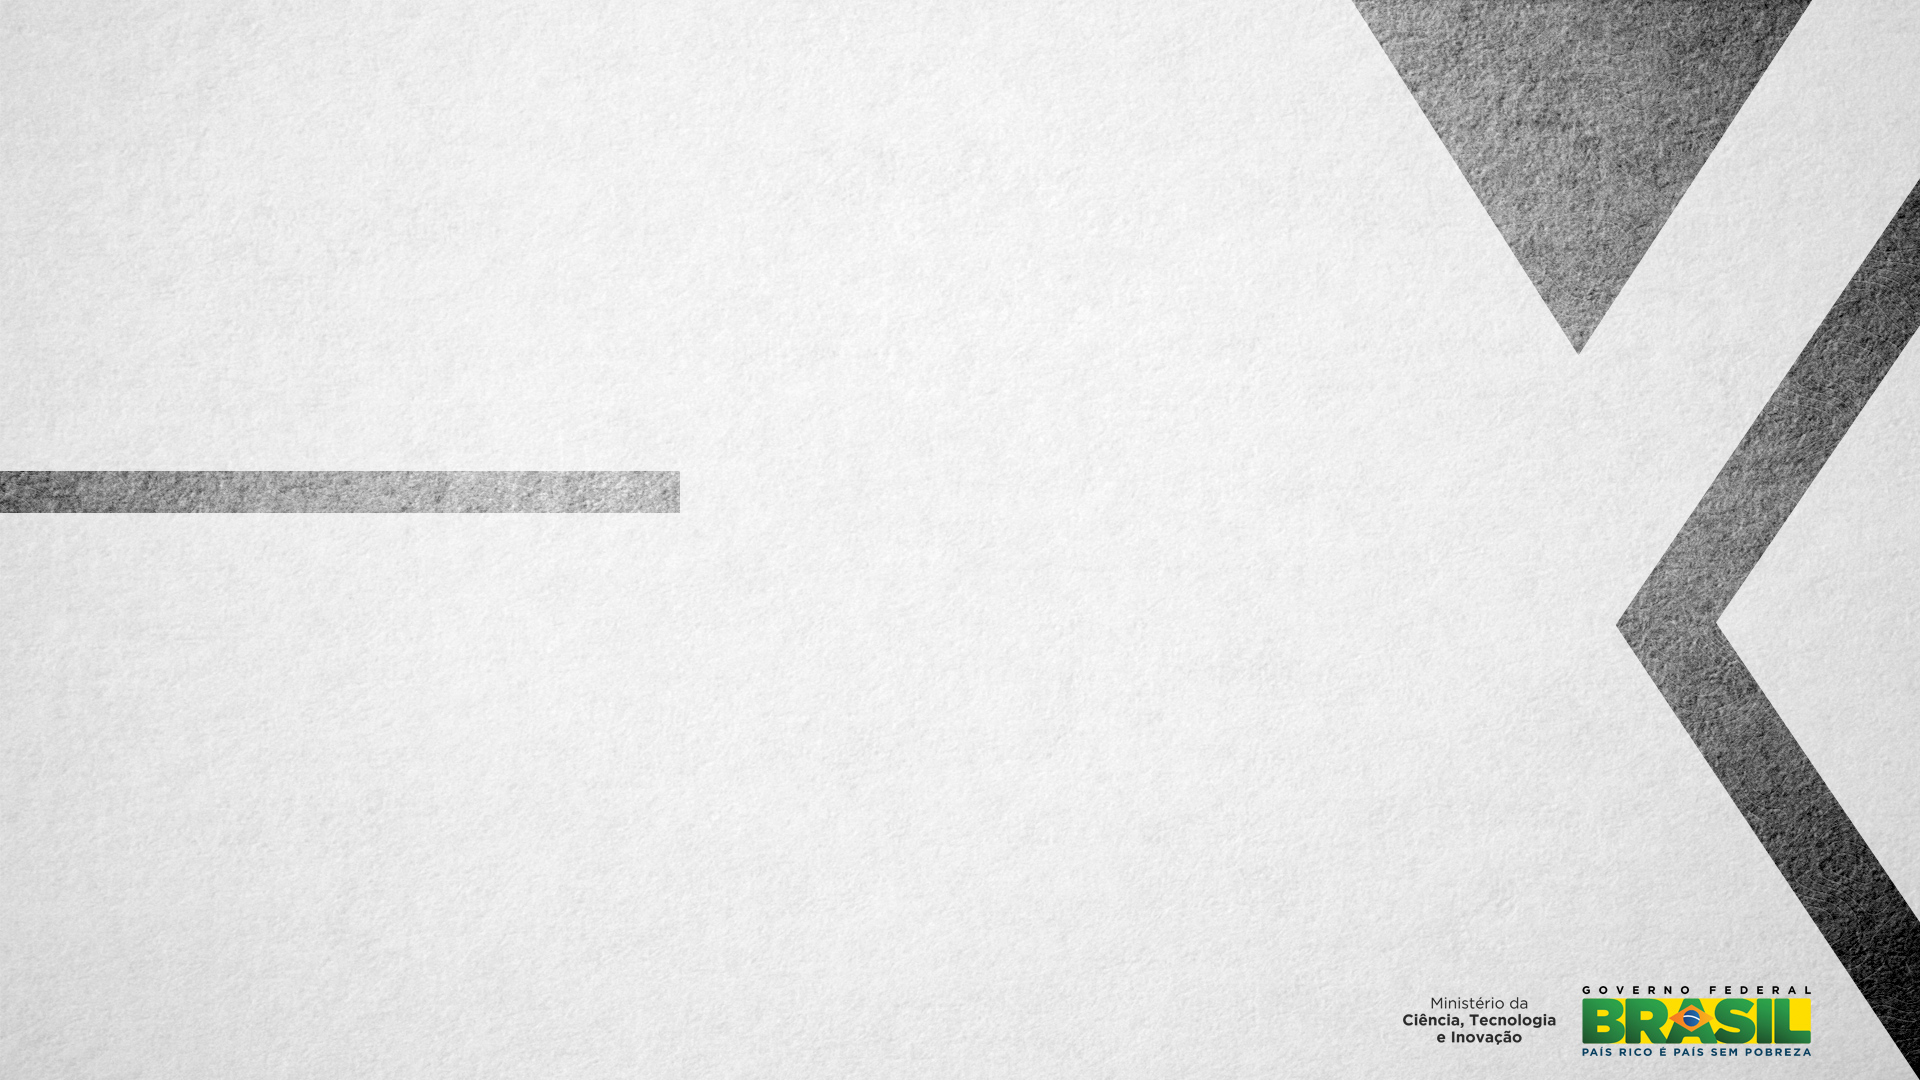 Ministério da
Ciência, Tecnologia
e Inovação
GOVERNO FEDERAL
BRASIL
PAÍS RICO É PAÍS SEM POBREZA